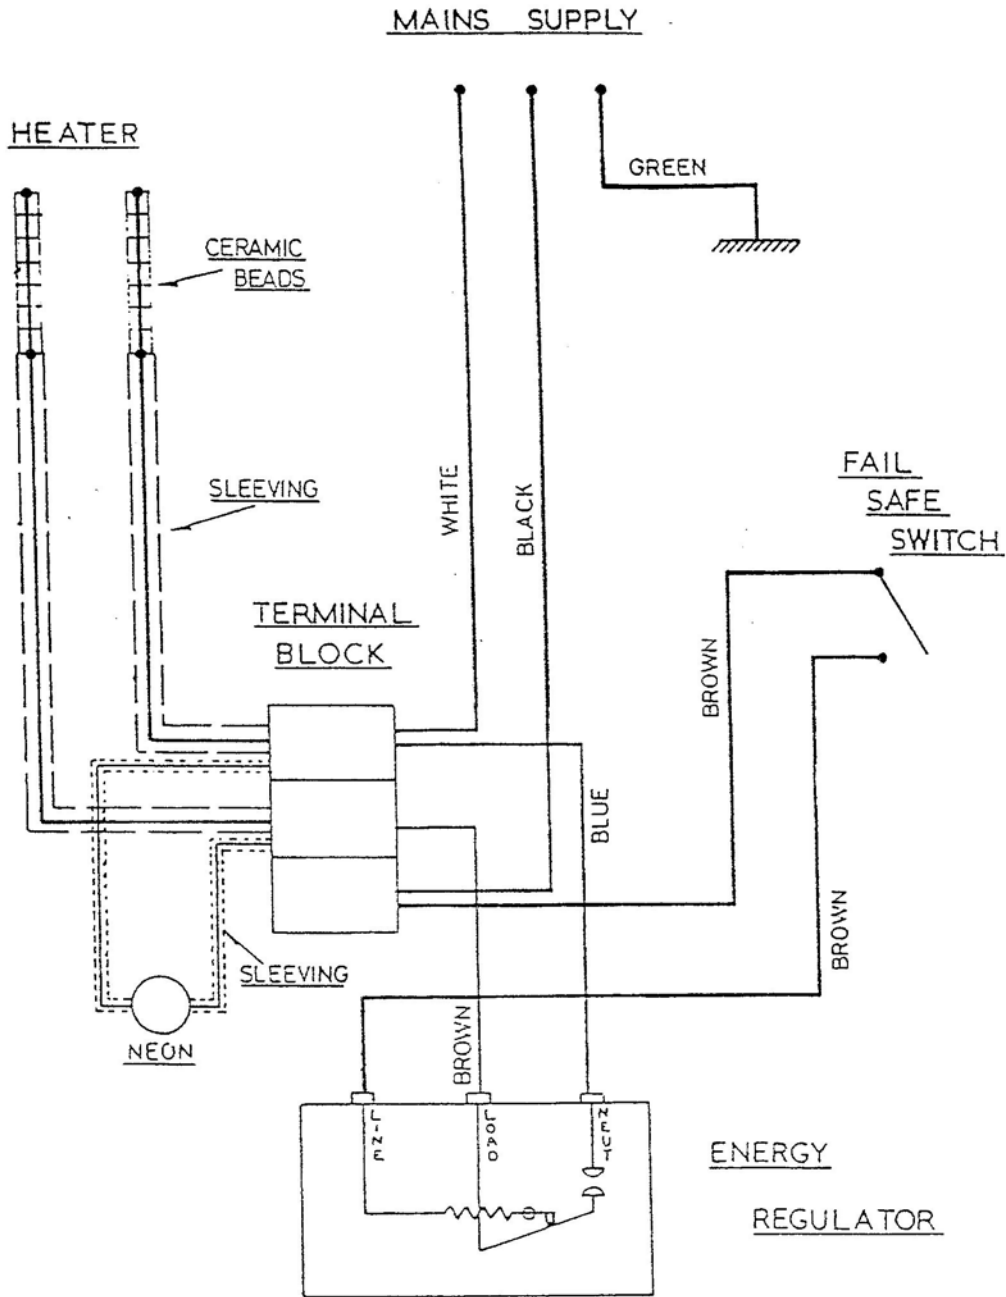 MAINS SUPPLY
HEATER
GREEN
CERAMIC
BEADS
SLEEVING
WHITE
BLACK
FAIL
SAFE
SWITCH
TERMINAL
BLOCK
BROWN
BLUE
BROWN
SLEEVING
NEON
BROWN
LINE
LOAD
NEUT
ENERGY
REGULATOR